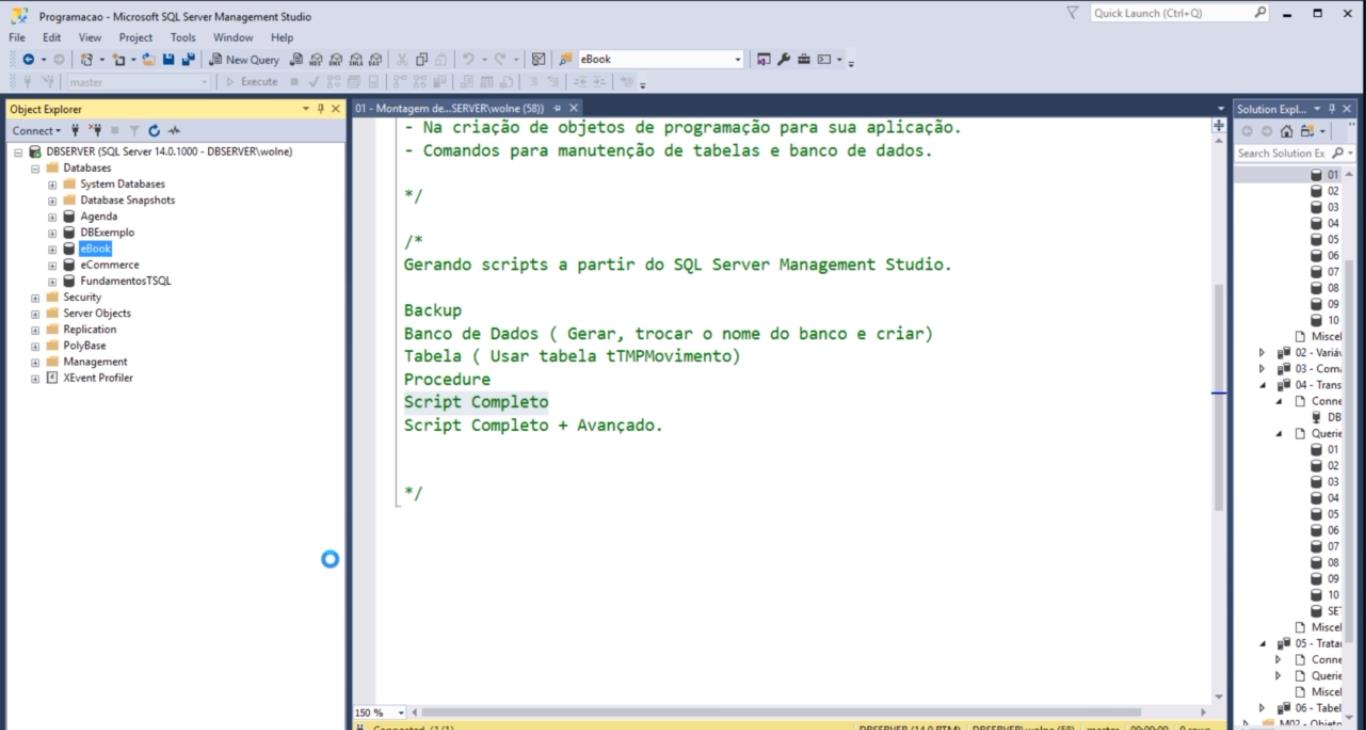 Programacao - Microsoft SQL Server Management Studio
Quick Launch (Ctrl+Q)
File Edit View Project Tools Window Help
New Query
eBook
master
Execute
Object Explorer
Connect
DBSERVER (SQL Server 14.0.1000 - DBSERVER\wolne)
Databases
System Databases
Database Snapshots
Agenda
DBExemplo
eBook
eCommerce
FundamentosTSQL
Security
Server Objects
Replication
PolyBase
Management
XEvent Profiler
01 - Montagem de...SERVER\wolne (58))
- Na criação de objetos de programação para sua aplicação.
- Comandos para manutenção de tabelas e banco de dados.
*/
/*
Gerando scripts a partir do SQL Server Management Studio.
Backup
Banco de Dados ( Gerar, trocar o nome do banco e criar)
Tabela ( Usar tabela tTMPMovimento)
Procedure
Script Completo
Script Completo + Avançado.
*/
150 %
Connected. (1/1)
DBSERVER (14.0 RTM) DBSERVER\wolne (58) master 00:00:00 0 rows
Solution Expl...
Search Solution Ex
01
02
03
04
05
06
07
08
09
10
Miscel
02 - Variáv
03 - Com
04 - Trans
Conne
DB
Querie
01
02
03
04
05
06
07
08
09
10
SE
Miscel
05 - Trata
Conne
Querie
Miscel
06 - Tabel
M02 - Objeto